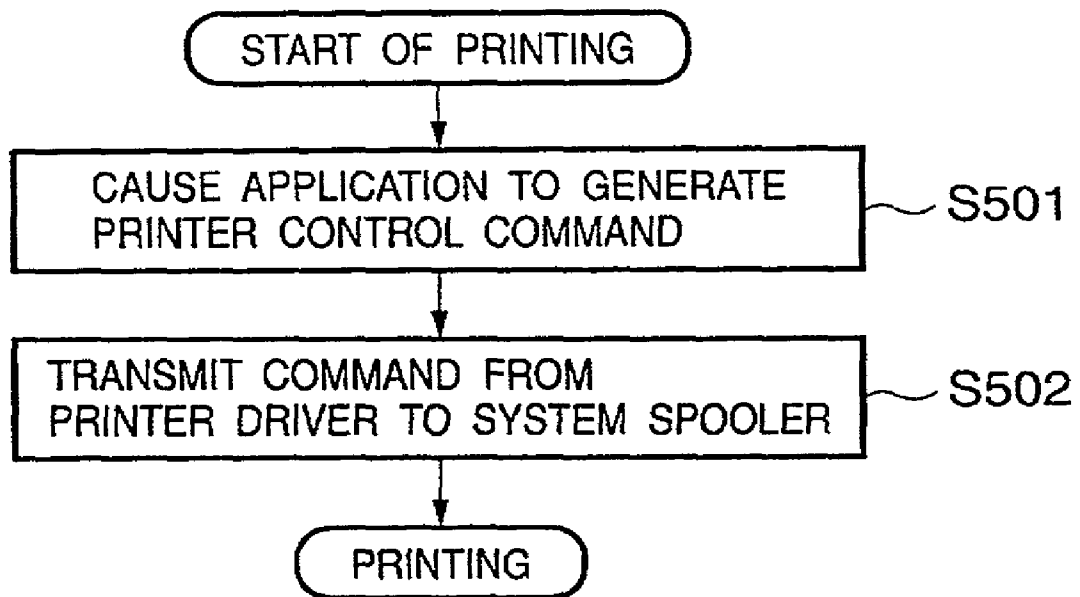 START OF PRINTING
CAUSE APPLICATION TO GENERATE
PRINTER CONTROL COMMAND
S501
TRANSMIT COMMAND FROM
PRINTER DRIVER TO SYSTEM SPOOLER
S502
PRINTING